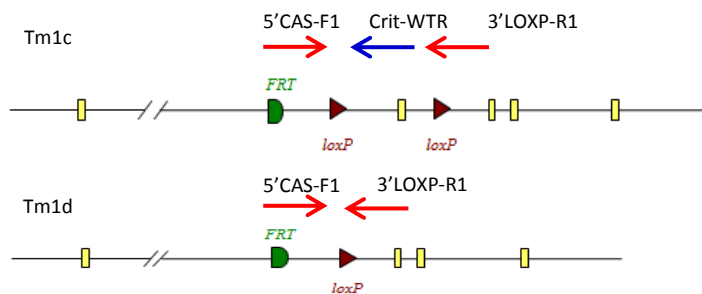 5'CAS-F1 Crit-WTR 3'LOXP-R1
Tm1c
FRT
loxP loxP
5'CAS-F1 3'LOXP-R1
Tm1d
FRT
loxP